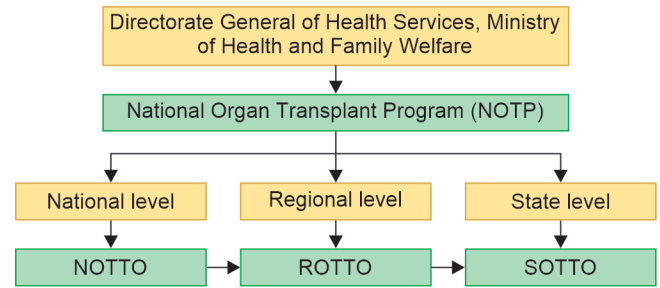 Directorate General of Health Services, Ministry
of Health and Family Welfare
National Organ Transplant Program (NOTP)
National level
Regional level
State level
NOTTO
ROTTO
SOTTO